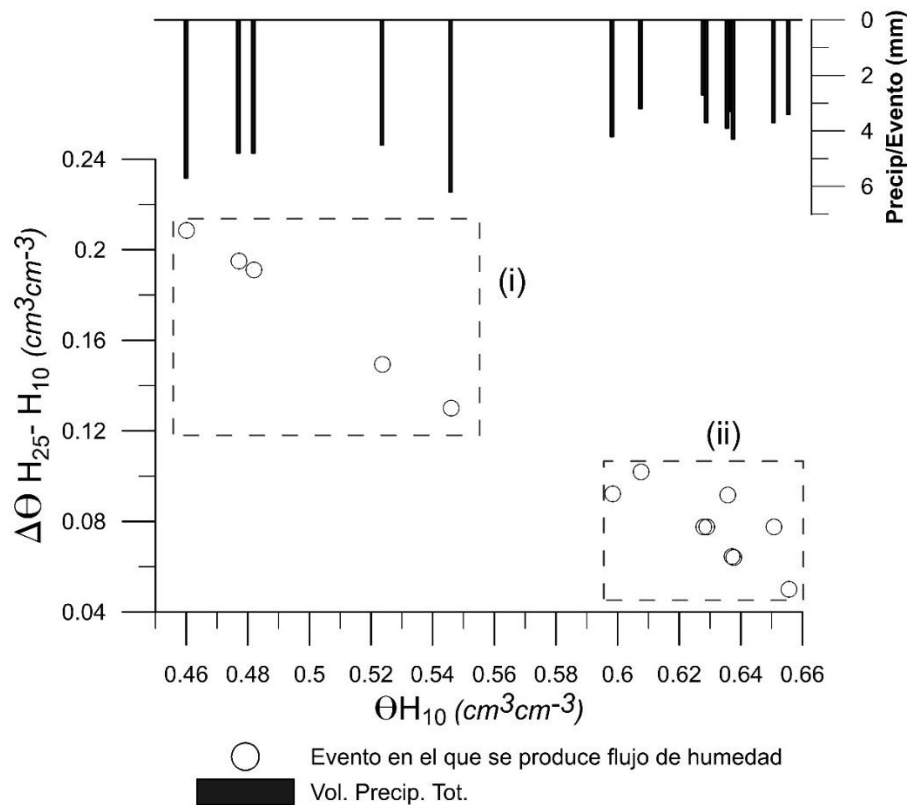 0
2
4
6
Precip/Evento (mm)
0.24
0.2
0.16
0.12
0.08
0.04
ΔΘ H25- H10 (cm3cm-3)
(i)
(ii)
0.46 0.48 0.5 0.52 0.54 0.56 0.58 0.6 0.62 0.64 0.66
ΘH10 (cm3cm-3)
Evento en el que se produce flujo de humedad
Vol. Precip. Tot.